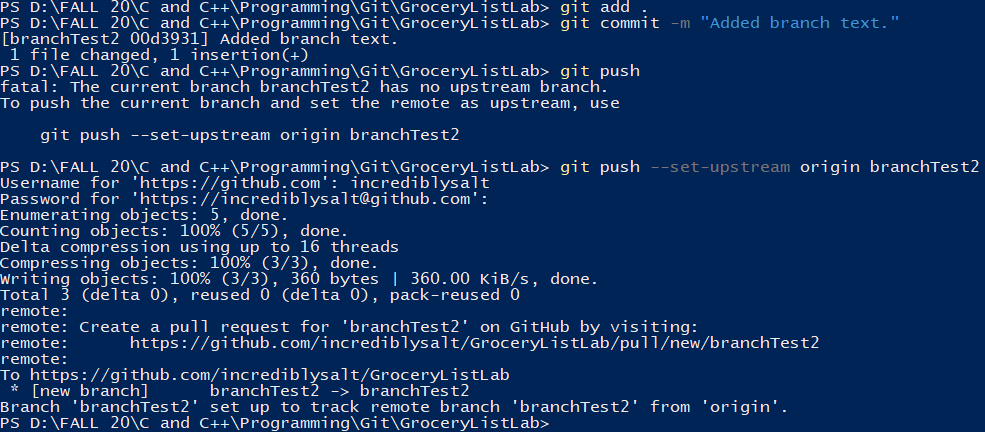 PS D:\FALL 20\C and C++\Programming\Git\GroceryListLab> git add .
PS D:\FALL 20\C and C++\Programming\Git\GroceryListLab> git commit -m "Added branch text."
[branchTest2 00d3931] Added branch text.
 1 file changed, 1 insertion(+)
PS D:\FALL 20\C and C++\Programming\Git\GroceryListLab> git push
fatal: The current branch branchTest2 has no upstream branch.
To push the current branch and set the remote as upstream, use

    git push --set-upstream origin branchTest2

PS D:\FALL 20\C and C++\Programming\Git\GroceryListLab> git push --set-upstream origin branchTest2
Username for 'https://github.com': incrediblysalt
Password for 'https://incrediblysalt@github.com':
Enumerating objects: 5, done.
Counting objects: 100% (5/5), done.
Delta compression using up to 16 threads
Compressing objects: 100% (3/3), done.
Writing objects: 100% (3/3), 360 bytes | 360.00 KiB/s, done.
Total 3 (delta 0), reused 0 (delta 0), pack-reused 0
remote:
remote: Create a pull request for 'branchTest2' on GitHub by visiting:
remote:      https://github.com/incrediblysalt/GroceryListLab/pull/new/branchTest2
remote:
To https://github.com/incrediblysalt/GroceryListLab
 * [new branch]      branchTest2 -> branchTest2
Branch 'branchTest2' set up to track remote branch 'branchTest2' from 'origin'.
PS D:\FALL 20\C and C++\Programming\Git\GroceryListLab>